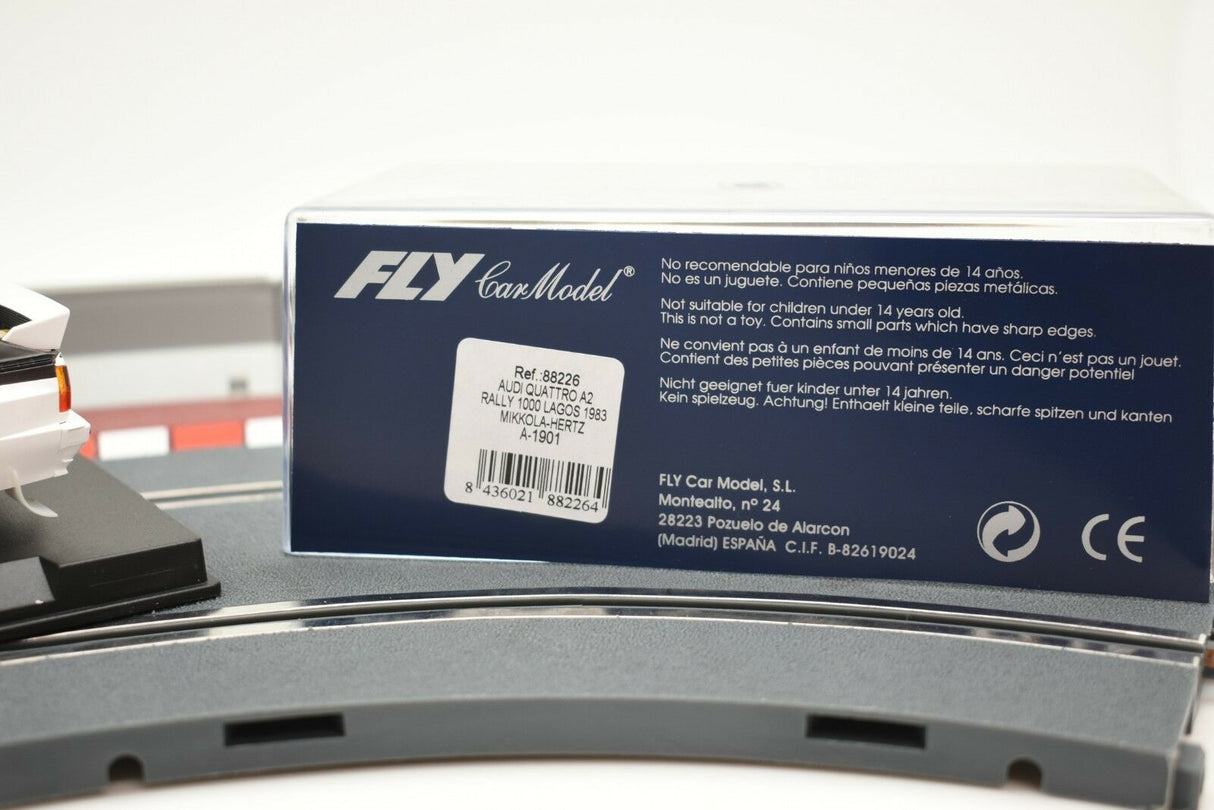 FLY Car Model®
Ref.:88226
AUDI QUATTRO A2
RALLY 1000 LAGOS 1983
MIKKOLA-HERTZ
A-1901
8 436021 882264
No recomendable para niños menores de 14 años.
No es un juguete. Contiene pequeñas piezas metálicas.
Not suitable for children under 14 years old.
This is not a toy. Contains small parts which have sharp edges.
Ne convient pas à un enfant de moins de 14 ans. Ceci n'est pas un jouet.
Contient des petites pièces pouvant présenter un danger potentiel
Nicht geeignet fuer kinder unter 14 jahren.
Kein spielzeug. Achtung! Enthaelt kleine teile, scharfe spitzen und kanten
FLY Car Model, S.L.
Montealto, nº 24
28223 Pozuelo de Alarcon
(Madrid) ESPAÑA C.I.F. B-82619024
CE